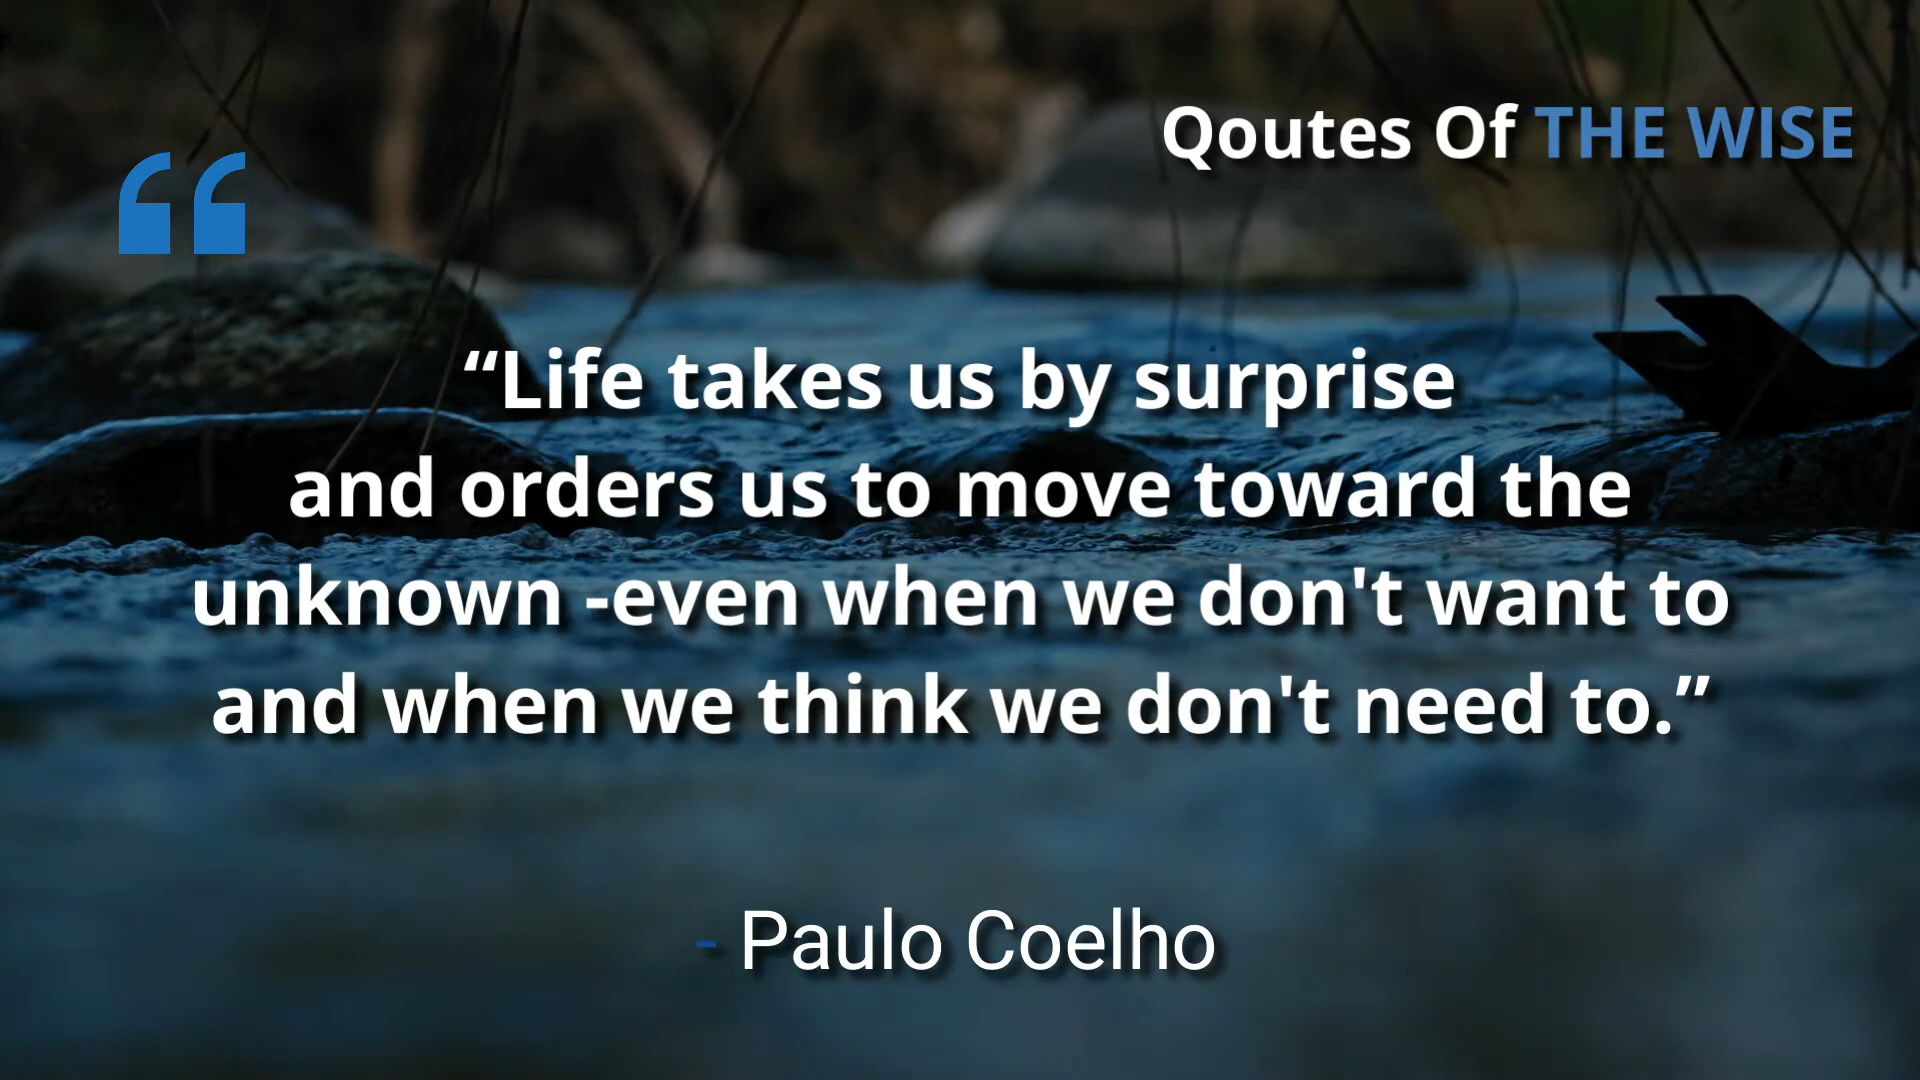 Qoutes Of THE WISE
“Life takes us by surprise
and orders us to move toward the
unknown -even when we don't want to
and when we think we don't need to.”
- Paulo Coelho